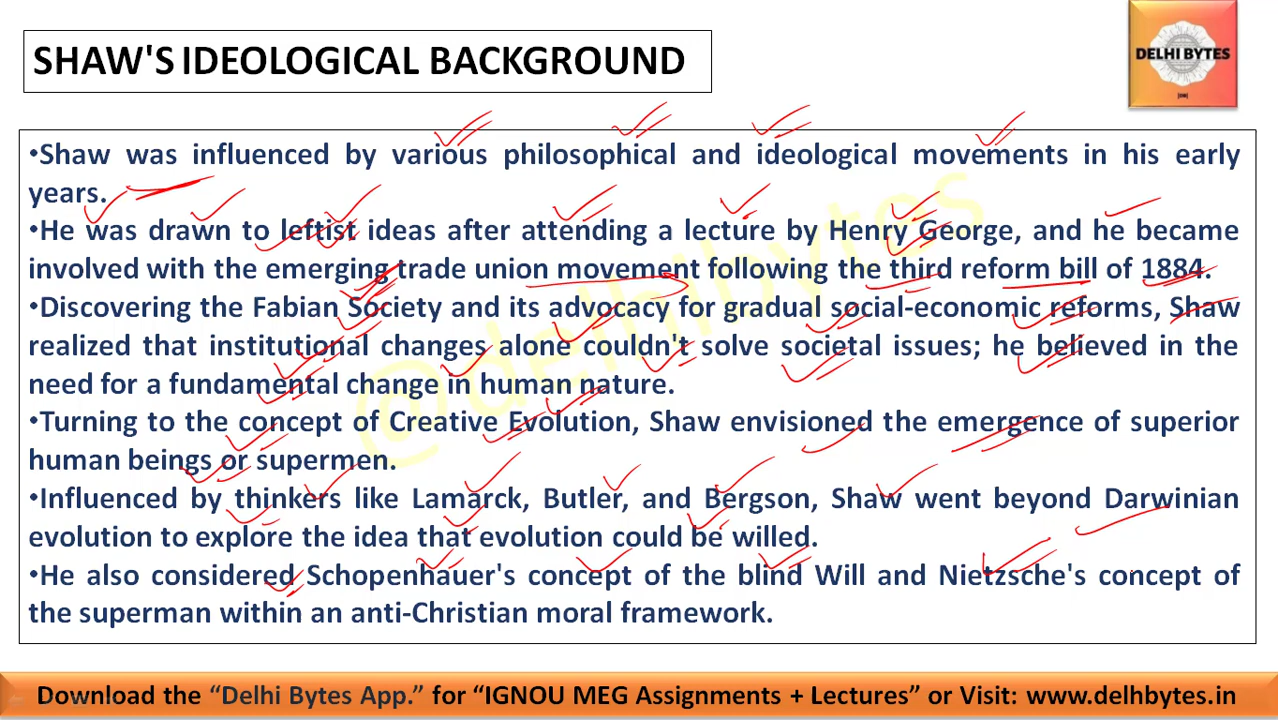 SHAW'S IDEOLOGICAL BACKGROUND
DELHI BYTES
•Shaw was influenced by various philosophical and ideological movements in his early
years.
•He was drawn to leftist ideas after attending a lecture by Henry George, and he became
involved with the emerging trade union movement following the third reform bill of 1884.
•Discovering the Fabian Society and its advocacy for gradual social-economic reforms, Shaw
realized that institutional changes alone couldn't solve societal issues; he believed in the
need for a fundamental change in human nature.
•Turning to the concept of Creative Evolution, Shaw envisioned the emergence of superior
human beings or supermen.
•Influenced by thinkers like Lamarck, Butler, and Bergson, Shaw went beyond Darwinian
evolution to explore the idea that evolution could be willed.
•He also considered Schopenhauer's concept of the blind Will and Nietzsche's concept of
the superman within an anti-Christian moral framework.
@delhibytes
Download the “Delhi Bytes App.” for “IGNOU MEG Assignments + Lectures” or Visit: www.delhbytes.in